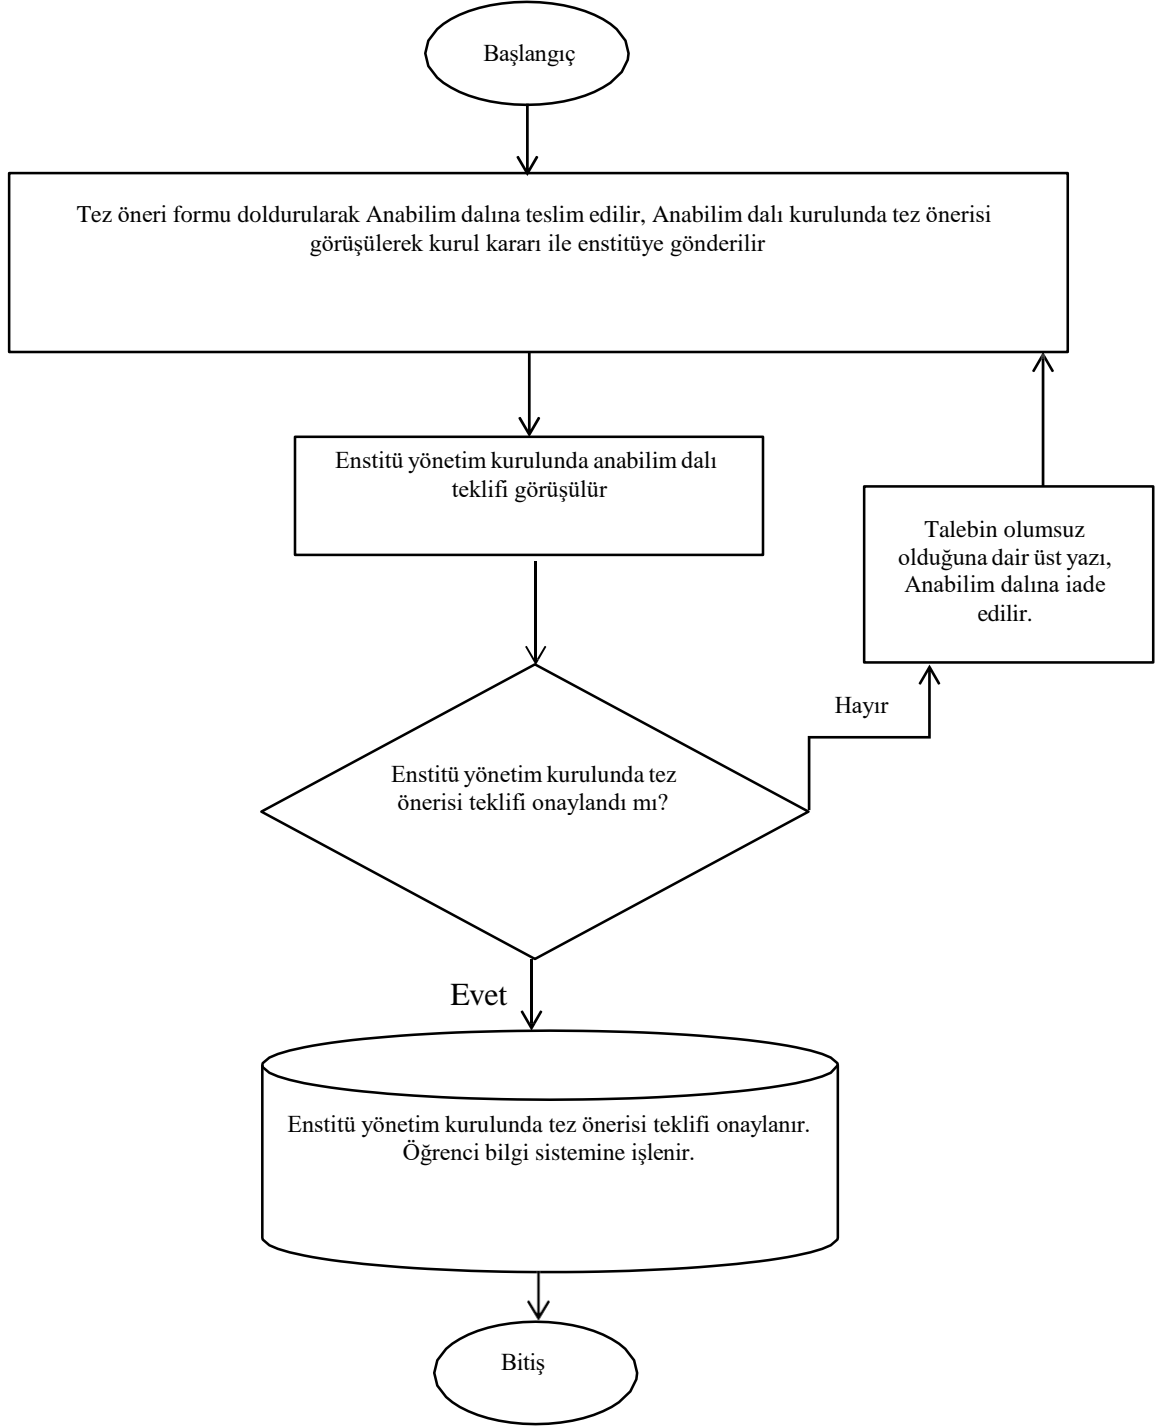 Başlangıç
Tez öneri formu doldurularak Anabilim dalına teslim edilir, Anabilim dalı kurulunda tez önerisi
görüşülerek kurul kararı ile enstitüye gönderilir
Enstitü yönetim kurulunda anabilim dalı
teklifi görüşülür
Talebin olumsuz
olduğuna dair üst yazı,
Anabilim dalına iade
edilir.
Hayır
Enstitü yönetim kurulunda tez
önerisi teklifi onaylandı mı?
Evet
Enstitü yönetim kurulunda tez önerisi teklifi onaylanır.
Öğrenci bilgi sistemine işlenir.
Bitiş